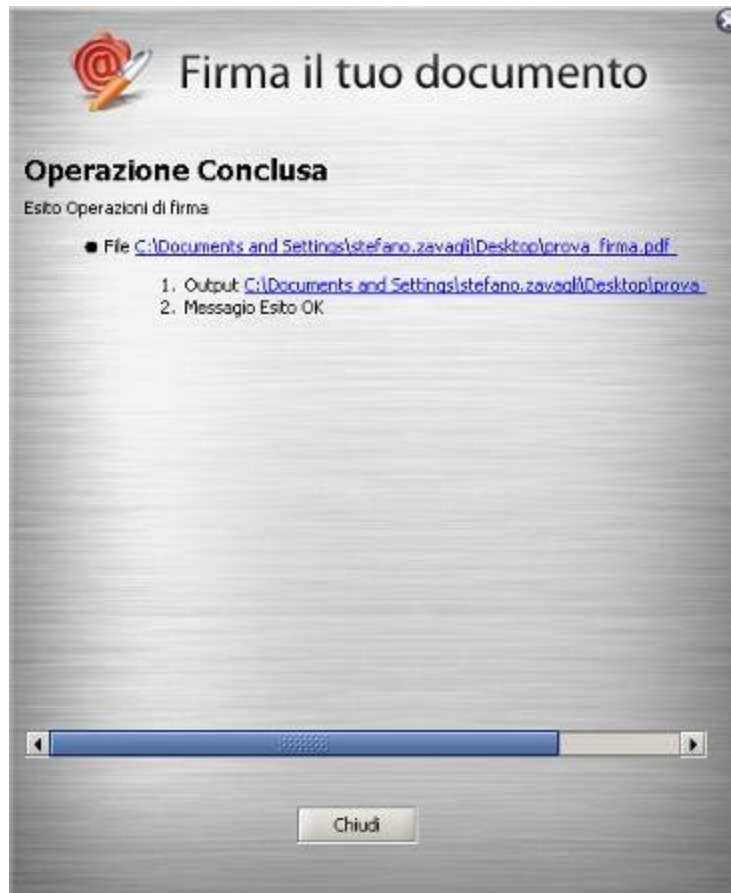 Firma il tuo documento
Operazione Conclusa
Esito Operazioni di firma
File C:\Documents and Settings\stefano.zavagli\Desktop\prova_firma.pdf
1. Output C:\Documents and Settings\stefano.zavagli\Desktop\prova_
2. Messagio Esito OK
Chiudi